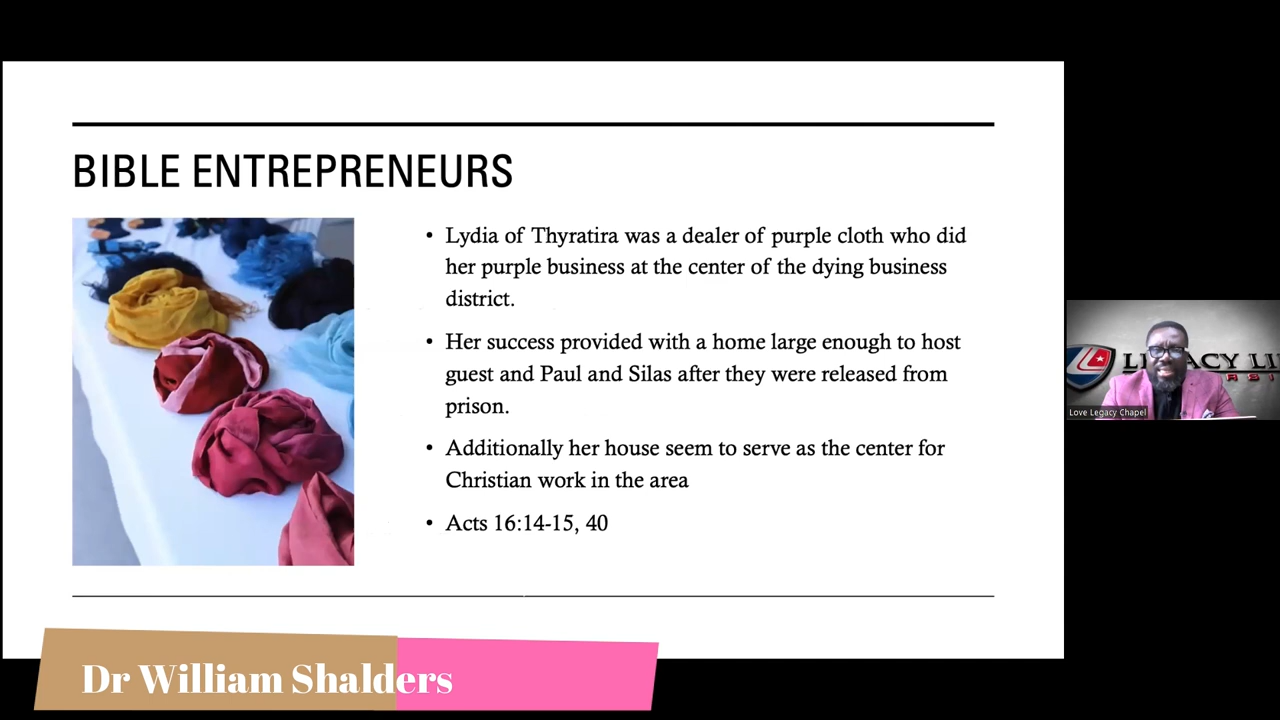 BIBLE ENTREPRENEURS
• Lydia of Thyratira was a dealer of purple cloth who did
her purple business at the center of the dying business
district.
• Her success provided with a home large enough to host
guest and Paul and Silas after they were released from
prison.
• Additionally her house seem to serve as the center for
Christian work in the area
• Acts 16:14-15, 40
Love Legacy Chapel
Dr William Shalders